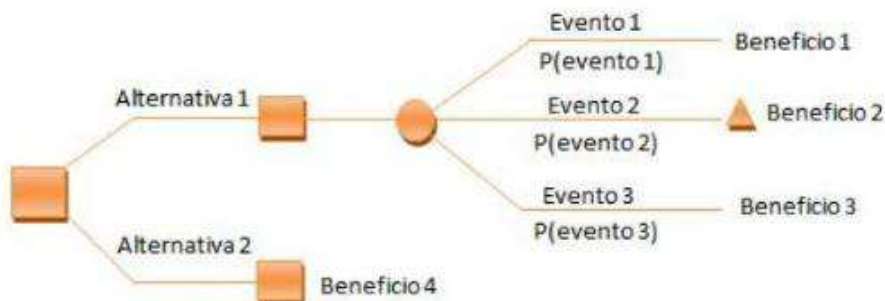 Evento 1
P(evento 1)
Beneficio 1
Alternativa 1
Evento 2
P(evento 2)
Beneficio 2
Evento 3
P(evento 3)
Beneficio 3
Alternativa 2
Beneficio 4